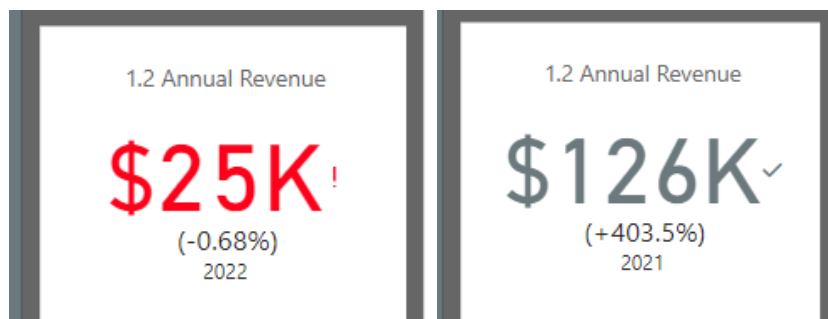 1.2 Annual Revenue
$25K!
(-0.68%)
2022
1.2 Annual Revenue
$126K✓
(+403.5%)
2021